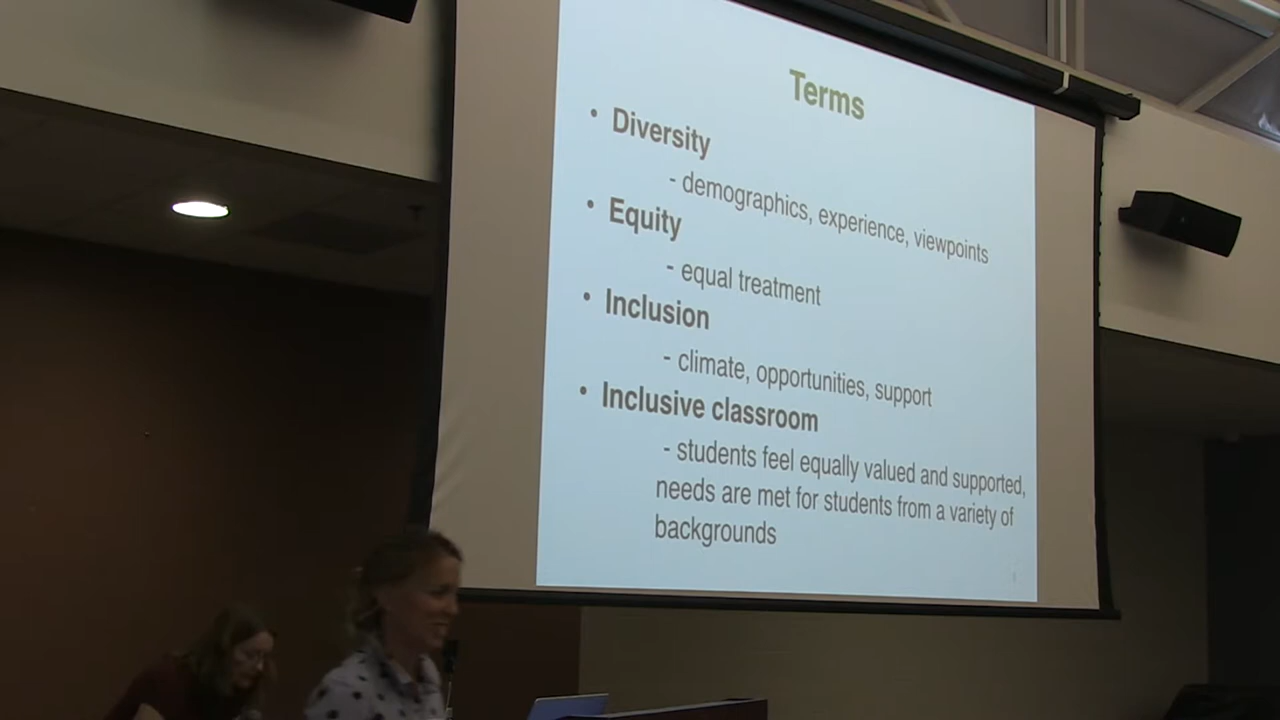 Terms
• Diversity
- demographics, experience, viewpoints
• Equity
- equal treatment
• Inclusion
- climate, opportunities, support
• Inclusive classroom
- students feel equally valued and supported,
needs are met for students from a variety of
backgrounds